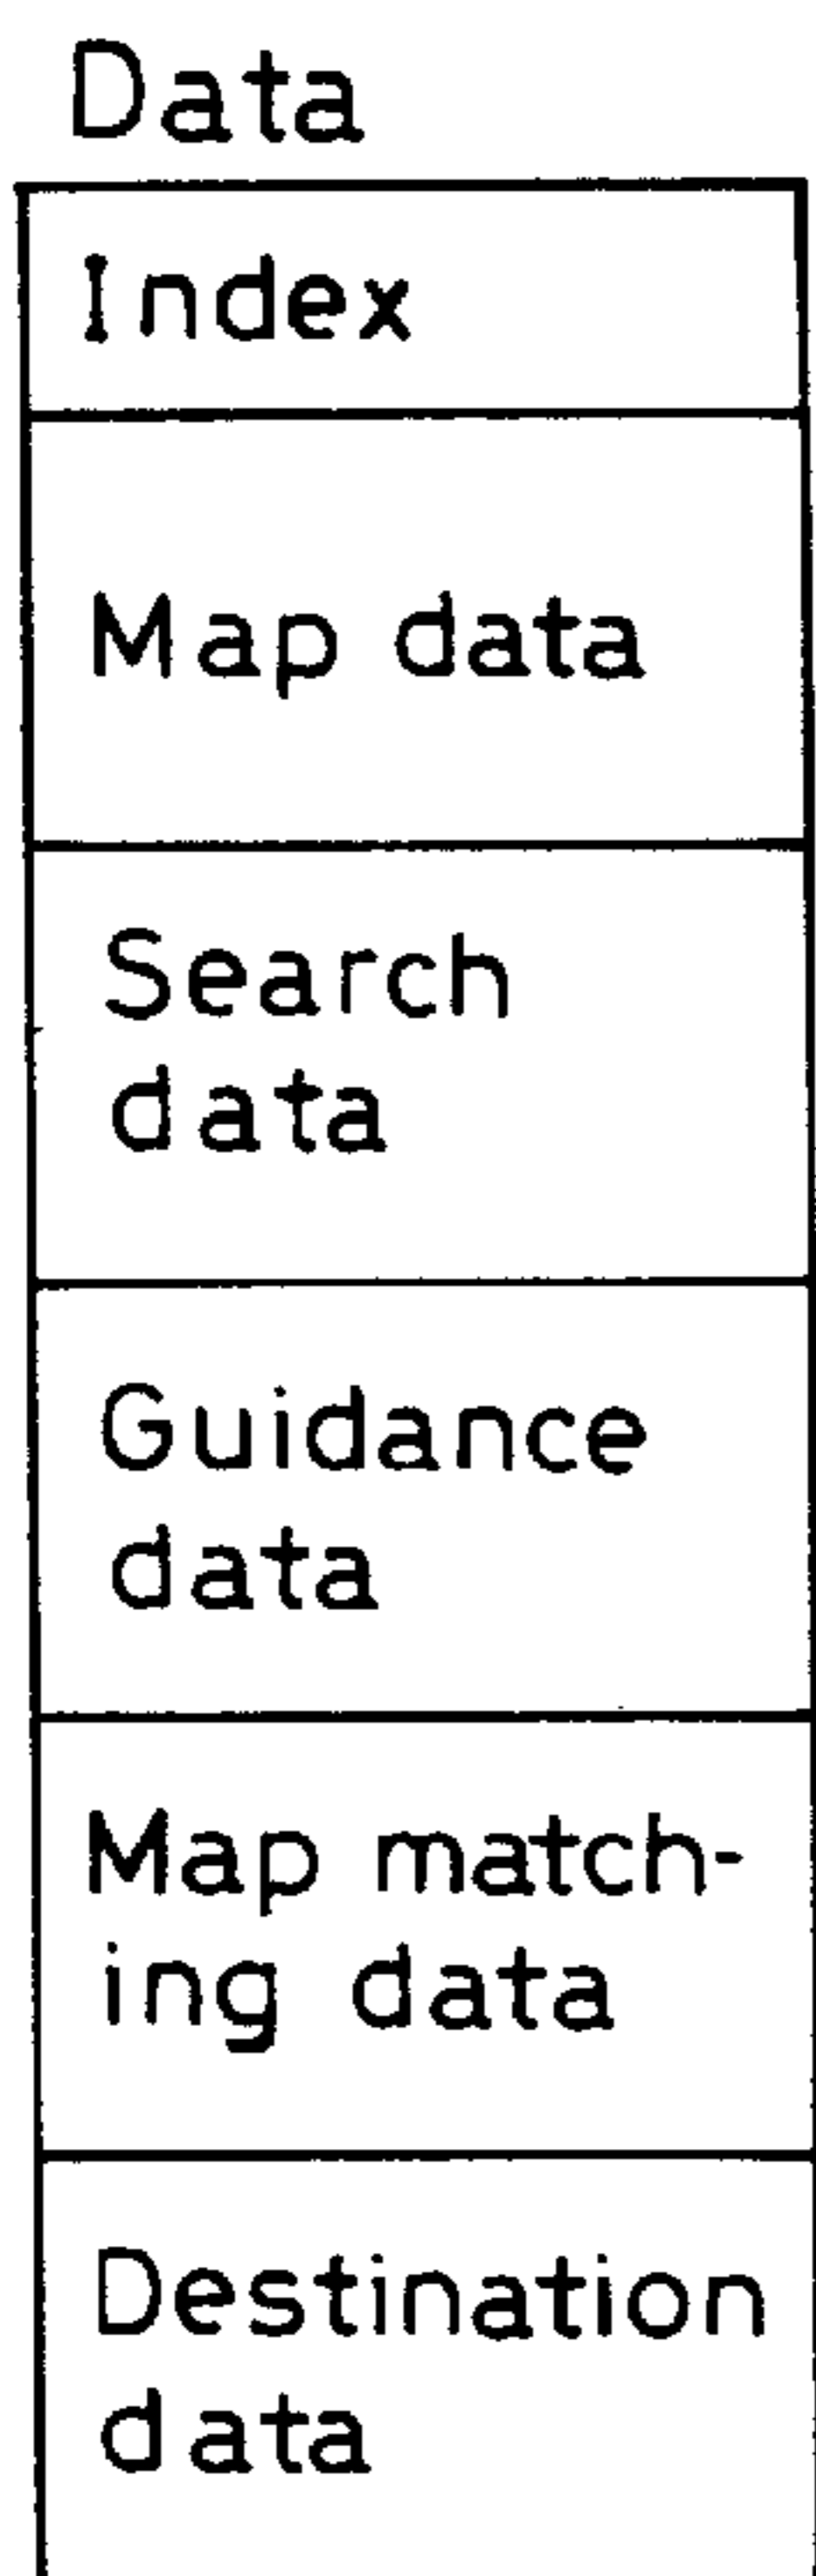 Data
Index
Map data
Search
data
Guidance
data
Map match-
ing data
Destination
data